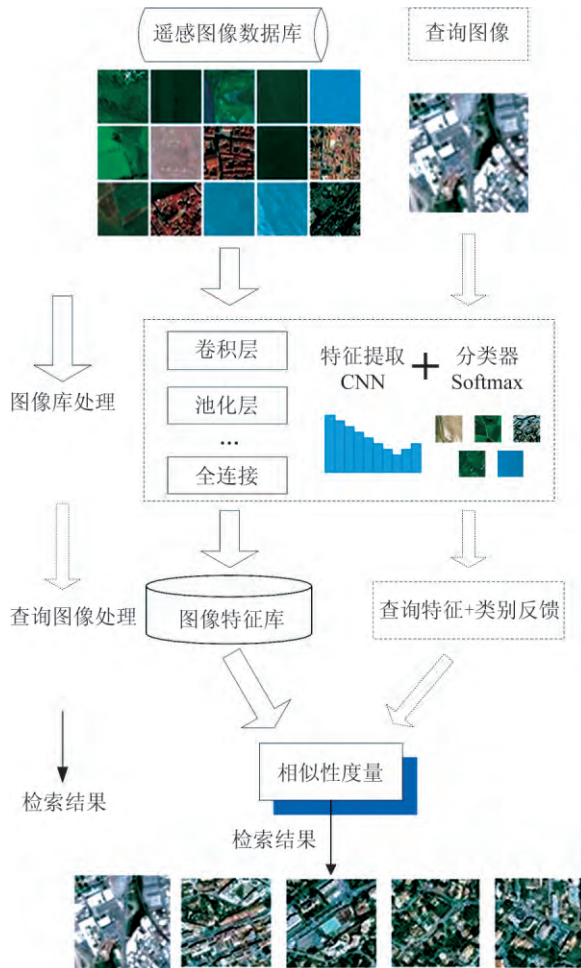 遥感图像数据库
查询图像
卷积层
池化层
...
全连接
特征提取
CNN
+
分类器
Softmax
图像库处理
图像特征库
查询特征+类别反馈
查询图像处理
相似性度量
检索结果
检索结果